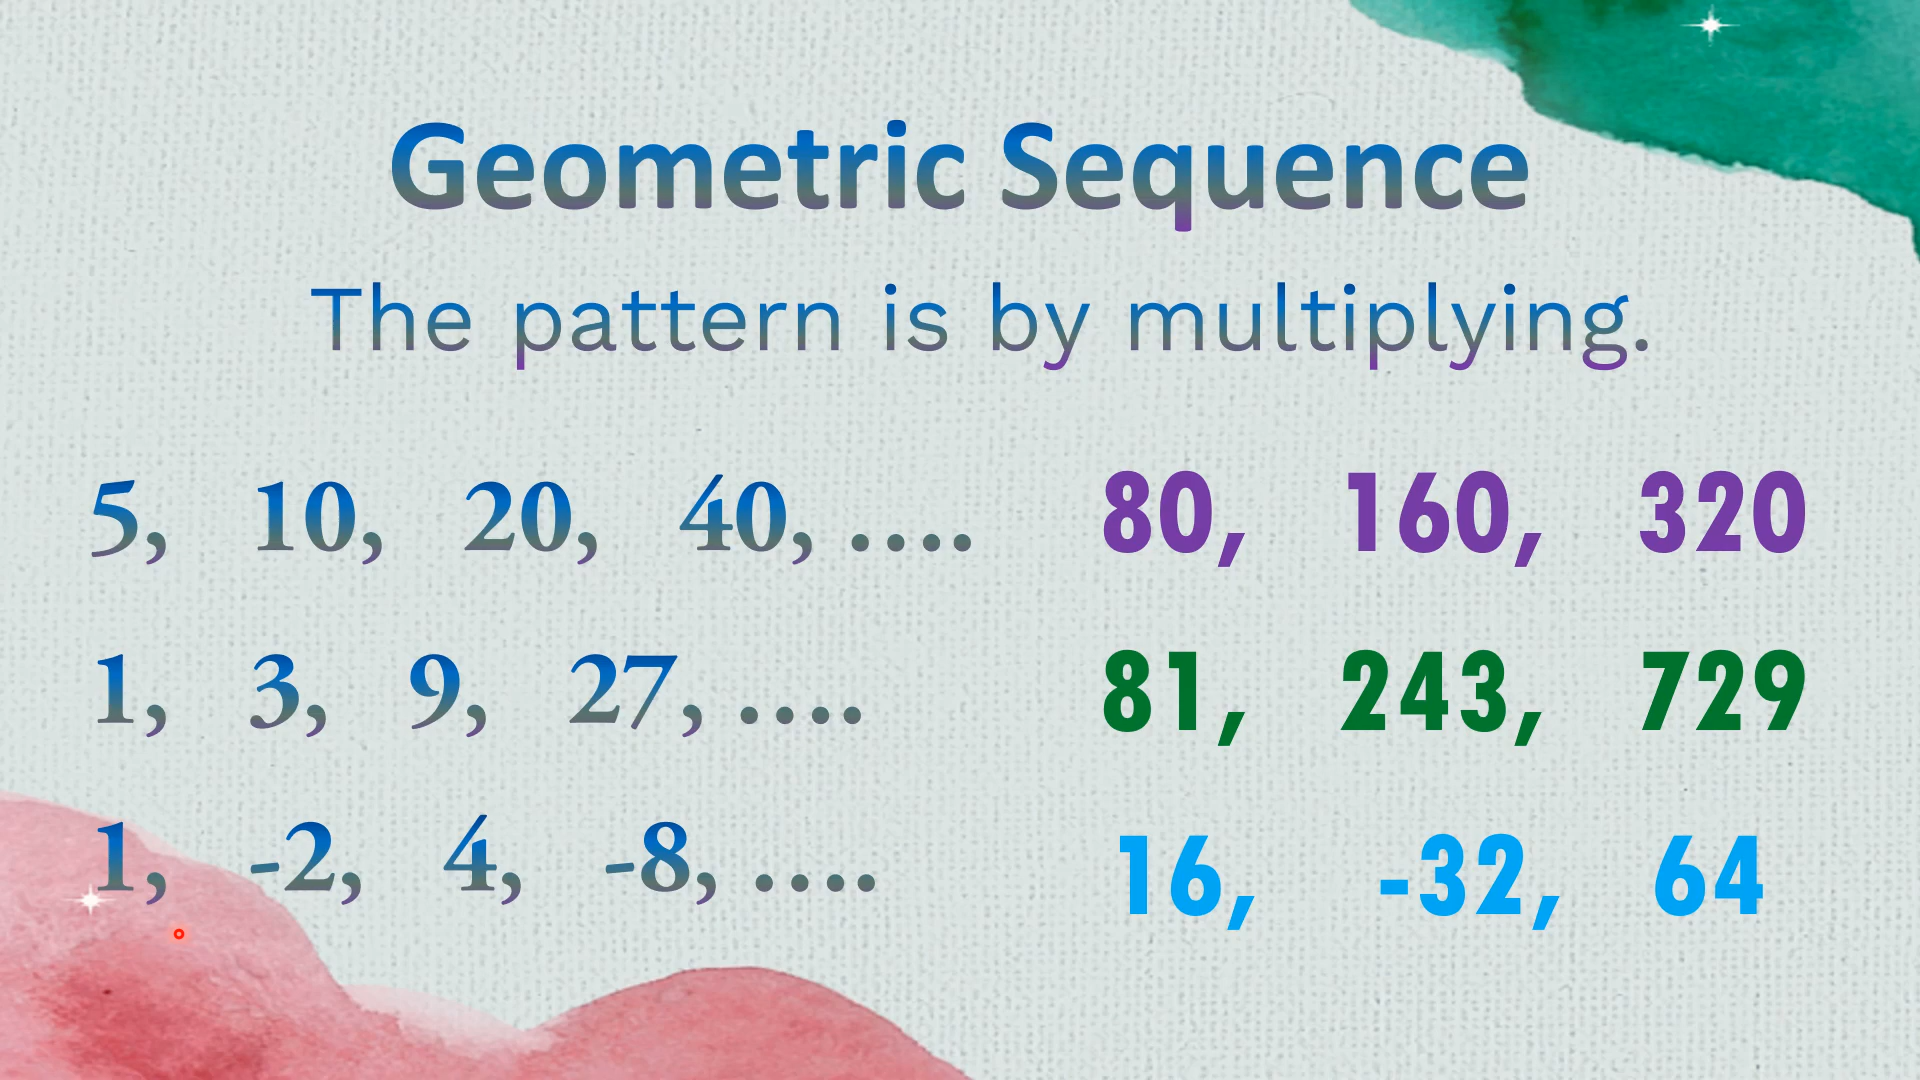 Geometric Sequence
The pattern is by multiplying.
5, 10, 20, 40, .... 80, 160, 320
1, 3, 9, 27, .... 81, 243, 729
1, -2, 4, -8, .... 16, -32, 64